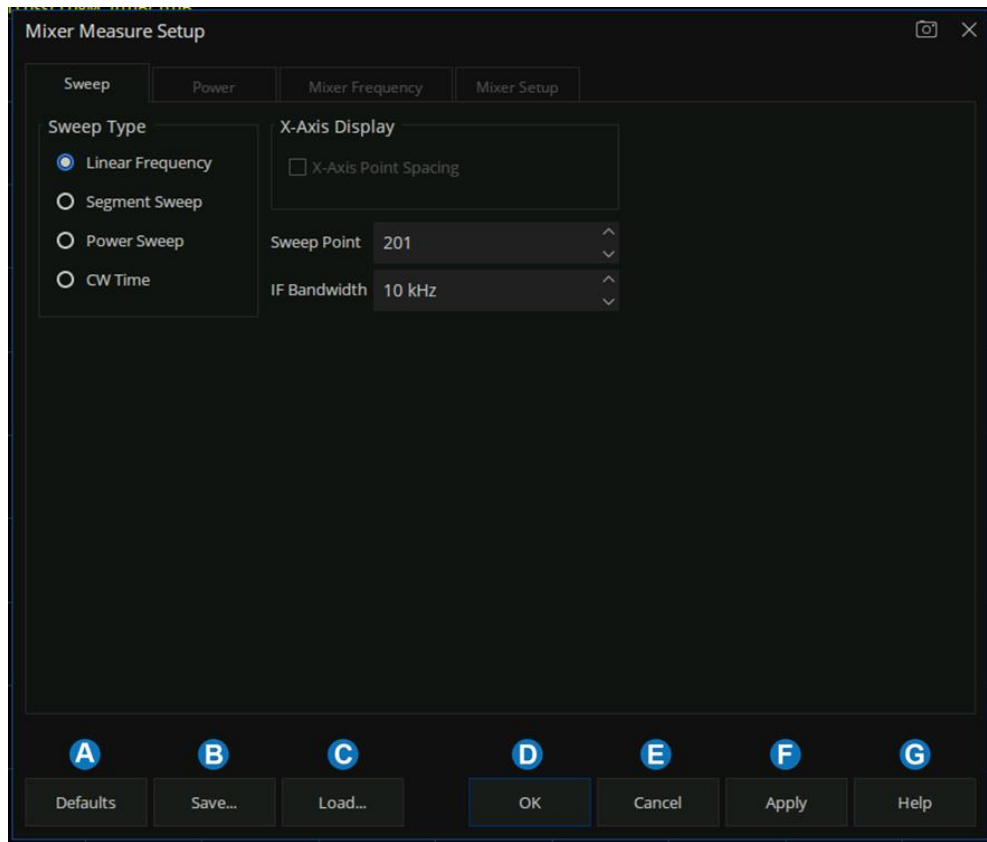 Mixer Measure Setup
Sweep Power Mixer Frequency Mixer Setup
Sweep Type
Linear Frequency
Segment Sweep
Power Sweep
CW Time
X-Axis Display
X-Axis Point Spacing
Sweep Point 201
IF Bandwidth 10 kHz
A B C D E F G
Defaults Save... Load... OK Cancel Apply Help